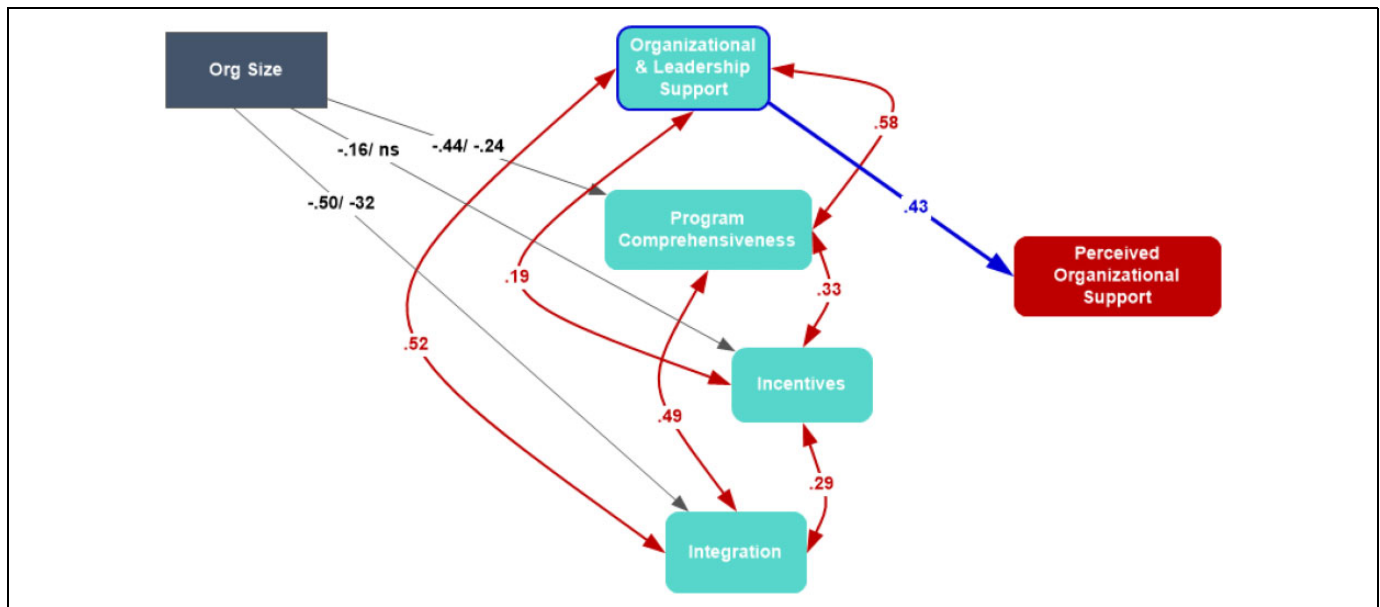 Org Size
Organizational
& Leadership
Support
.58
-.16/ ns
-.44/ -.24
-.50/ -32
Program
Comprehensiveness
.43
Perceived
Organizational
Support
.19
.33
.52
Incentives
.49
.29
Integration